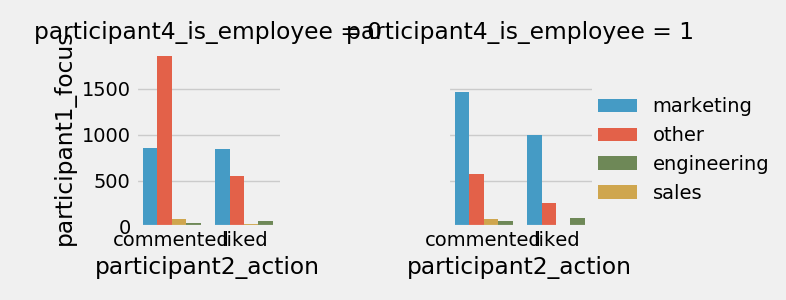 participant4_is_employee = 0
participant4_is_employee = 1
participant1_focus
1500
1000
500
0
commented
liked
participant2_action
commented
liked
participant2_action
marketing
other
engineering
sales